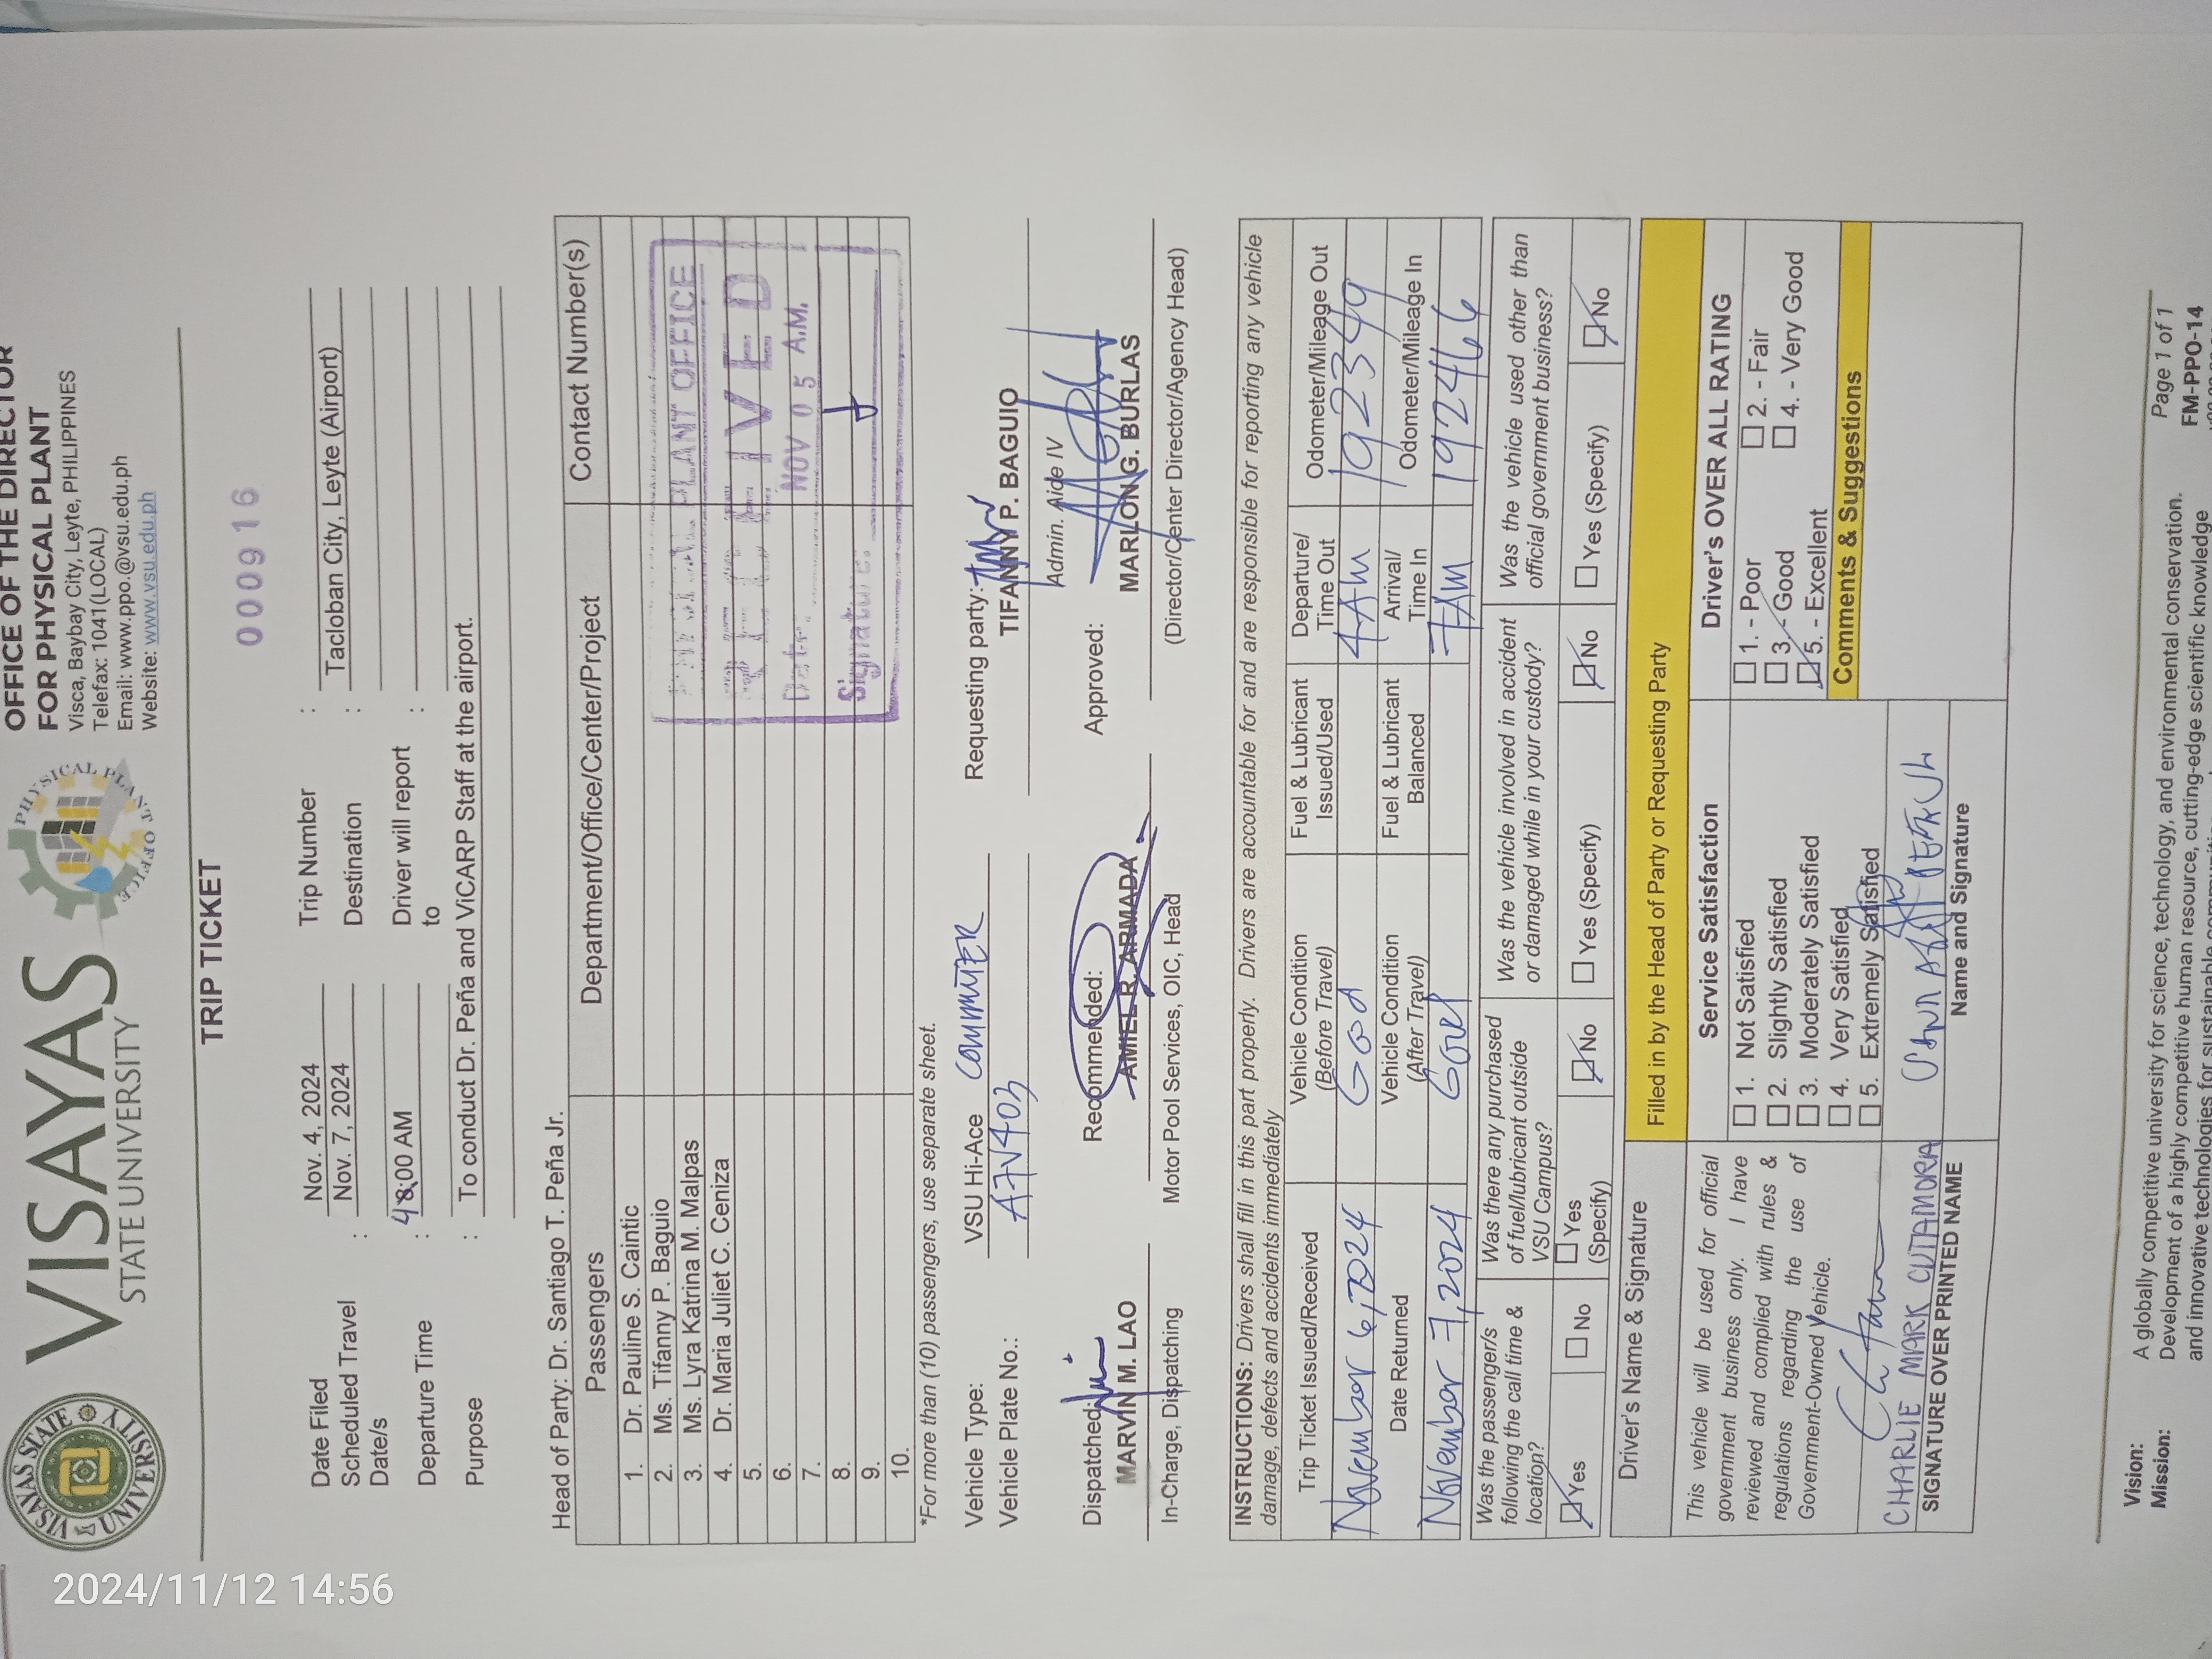 VISAYAS
STATE UNIVERSITY
OFFICE OF THE DIRECTOR
FOR PHYSICAL PLANT
Visca, Baybay City, Leyte, PHILIPPINES
Telefax: 1041(LOCAL)
Email: www.ppo.@vsu.edu.ph
Website: www.vsu.edu.ph
VISAYAS STATE UNIVERSITY
PHYSICAL PLANT OFFICE
000916
TRIP TICKET
Date Filed : Nov. 4, 2024
Scheduled Travel Date/s : Nov. 7, 2024
Departure Time : 4 8:00 AM
Purpose : To conduct Dr. Peña and ViCARP Staff at the airport.
Trip Number :
Destination : Tacloban City, Leyte (Airport)
Driver will report to :
Head of Party: Dr. Santiago T. Peña Jr.
Passengers Department/Office/Center/Project Contact Number(s)
1. Dr. Pauline S. Caintic
2. Ms. Tifanny P. Baguio
3. Ms. Lyra Katrina M. Malpas
4. Dr. Maria Juliet C. Ceniza
5.
6.
7.
8.
9.
10.
PHYSICAL PLANT OFFICE
RECEIVED
Date: NOV 05 A.M.
Signature:
*For more than (10) passengers, use separate sheet.
Vehicle Type: VSU Hi-Ace COMMUTER
Vehicle Plate No.: A7V403
Requesting party:
TIFANNY P. BAGUIO
Admin. Aide IV
Dispatched:
MARVIN M. LAO
In-Charge, Dispatching
Recommended:
AMIEL R. ARMADA
Motor Pool Services, OIC, Head
Approved:
MARLON G. BURLAS
(Director/Center Director/Agency Head)
INSTRUCTIONS: Drivers shall fill in this part properly. Drivers are accountable for and are responsible for reporting any vehicle
damage, defects and accidents immediately
Trip Ticket Issued/Received Vehicle Condition (Before Travel) Fuel & Lubricant Issued/Used Departure/ Time Out Odometer/Mileage Out
November 6, 2024 Good 4AM 192349
Date Returned Vehicle Condition (After Travel) Fuel & Lubricant Balanced Arrival/ Time In Odometer/Mileage In
November 7, 2024 Good 7AM 192466
Was the passenger/s following the call time & location?
Yes No
Was there any purchased of fuel/lubricant outside VSU Campus?
Yes (Specify) No
Was the vehicle involved in accident or damaged while in your custody?
Yes (Specify) No
Was the vehicle used other than official government business?
Yes (Specify) No
Driver's Name & Signature
This vehicle will be used for official
government business only. I have
reviewed and complied with rules &
regulations regarding the use of
Government-Owned Vehicle.
CHARLIE MARK CUTAMORA
SIGNATURE OVER PRINTED NAME
Filled in by the Head of Party or Requesting Party
Service Satisfaction
1. Not Satisfied
2. Slightly Satisfied
3. Moderately Satisfied
4. Very Satisfied
5. Extremely Satisfied
Name and Signature
Driver's OVER ALL RATING
1. - Poor 2. - Fair
3. - Good 4. - Very Good
5. - Excellent
Comments & Suggestions
Vision: A globally competitive university for science, technology, and environmental conservation.
Mission: Development of a highly competitive human resource, cutting-edge scientific knowledge
and innovative technologies for sustainable communities
Page 1 of 1
FM-PPO-14
2024/11/12 14:56